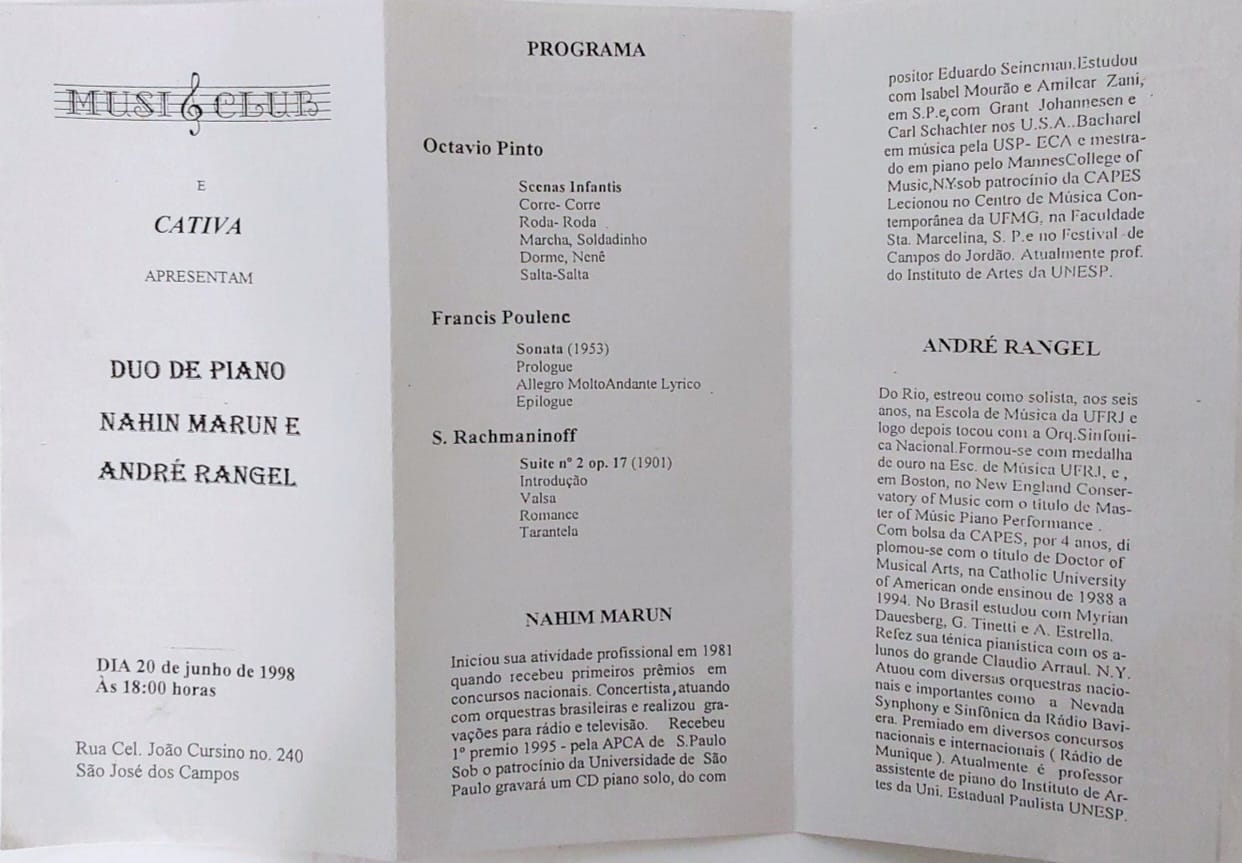 MUSI CLUB
E
CATIVA
APRESENTAM
DUO DE PIANO
NAHIN MARUN E
ANDRÉ RANGEL
DIA 20 de junho de 1998
Às 18:00 horas
Rua Cel. João Cursino no. 240
São José dos Campos
PROGRAMA
Octavio Pinto
Scenas Infantis
Corre- Corre
Roda- Roda
Marcha, Soldadinho
Dorme, Nenê
Salta-Salta
Francis Poulenc
Sonata (1953)
Prologue
Allegro MoltoAndante Lyrico
Epilogue
S. Rachmaninoff
Suite nº 2 op. 17 (1901)
Introdução
Valsa
Romance
Tarantela
NAHIM MARUN
Iniciou sua atividade profissional em 1981
quando recebeu primeiros prêmios em
concursos nacionais. Concertista, atuando
com orquestras brasileiras e realizou gra-
vações para rádio e televisão. Recebeu
1º premio 1995 - pela APCA de S.Paulo
Sob o patrocínio da Universidade de São
Paulo gravará um CD piano solo, do com
positor Eduardo Seincman.Estudou
com Isabel Mourão e Amilcar Zani,
em S.P.e,com Grant Johannesen e
Carl Schachter nos U.S.A..Bacharel
em música pela USP- ECA e mestra-
do em piano pelo MannesCollege of
Music,N.Y.sob patrocínio da CAPES
Lecionou no Centro de Música Con-
temporânea da UFMG, na Faculdade
Sta. Marcelina, S. P.e no Festival de
Campos do Jordão. Atualmente prof.
do Instituto de Artes da UNESP.
ANDRÉ RANGEL
Do Rio, estreou como solista, aos seis
anos, na Escola de Música da UFRJ e
logo depois tocou com a Orq.Sinfoni-
ca Nacional.Formou-se com medalha
de ouro na Esc. de Música UFRJ, e ,
em Boston, no New England Conser-
vatory of Music com o titulo de Mas-
ter of Músic Piano Performance .
Com bolsa da CAPES, por 4 anos, di
plomou-se com o titulo de Doctor of
Musical Arts, na Catholic University
of American onde ensinou de 1988 a
1994. No Brasil estudou com Myrian
Dauesberg, G. Tinetti e A. Estrella.
Refez sua ténica pianistica com os a-
lunos do grande Claudio Arraul. N.Y.
Atuou com diversas orquestras nacio-
nais e importantes como a Nevada
Synphony e Sinfônica da Rádio Bavi-
era. Premiado em diversos concursos
nacionais e internacionais ( Rádio de
Munique ). Atualmente é professor
assistente de piano do Instituto de Ar-
tes da Uni. Estadual Paulista UNESP.